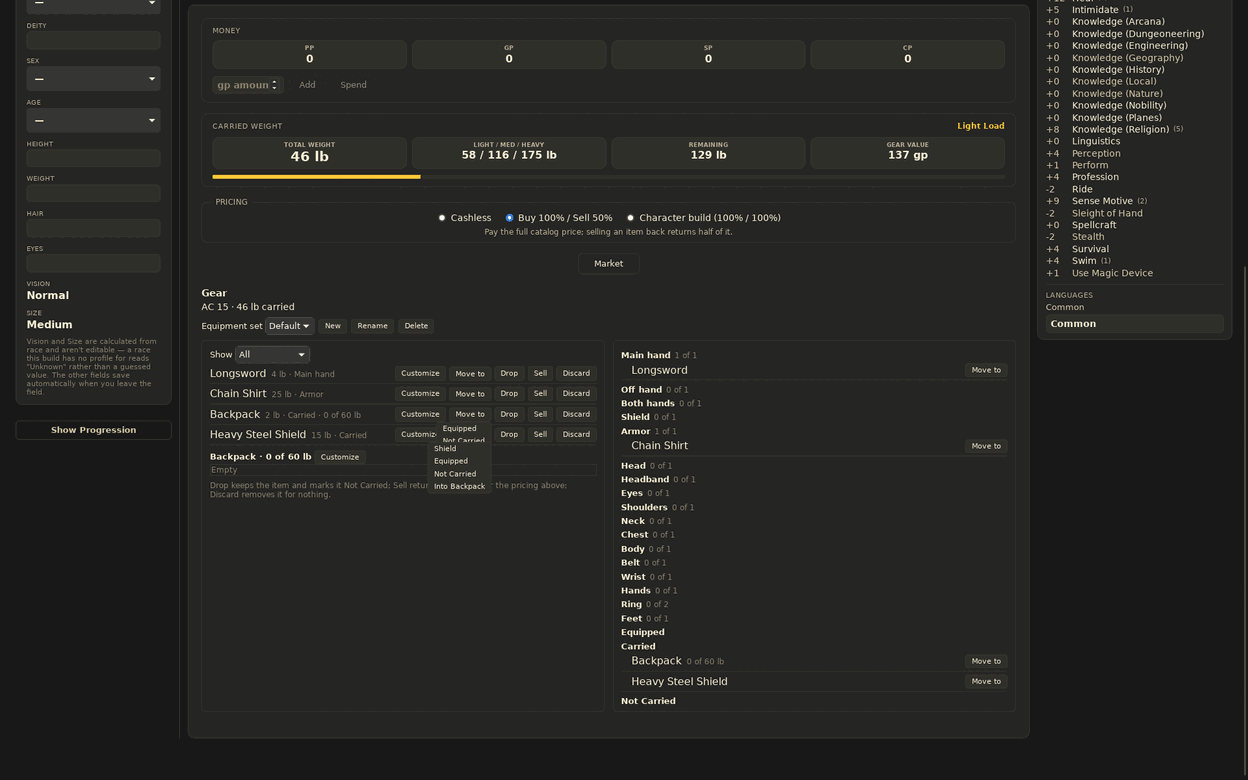 —
DEITY
SEX
—
AGE
—
HEIGHT
WEIGHT
HAIR
EYES
VISION
Normal
SIZE
Medium
Vision and Size are calculated from
race and aren't editable — a race
this build has no profile for reads
"Unknown" rather than a guessed
value. The other fields save
automatically when you leave the
field.
Show Progression
MONEY
PP
0
GP
0
SP
0
CP
0
gp amoun
Add
Spend
CARRIED WEIGHT
Light Load
TOTAL WEIGHT
46 lb
LIGHT / MED / HEAVY
58 / 116 / 175 lb
REMAINING
129 lb
GEAR VALUE
137 gp
PRICING
Cashless
Buy 100% / Sell 50%
Character build (100% / 100%)
Pay the full catalog price; selling an item back returns half of it.
Market
Gear
AC 15 · 46 lb carried
Equipment set Default New Rename Delete
Show All
Longsword 4 lb · Main hand Customize Move to Drop Sell Discard
Chain Shirt 25 lb · Armor Customize Move to Drop Sell Discard
Backpack 2 lb · Carried · 0 of 60 lb Customize Move to Drop Sell Discard
Equipped
Not Carried
Heavy Steel Shield 15 lb · Carried Customize Drop Sell Discard
Shield
Equipped
Not Carried
Into Backpack
Backpack · 0 of 60 lb Customize
Empty
Drop keeps the item and marks it Not Carried; Sell the pricing above;
Discard removes it for nothing.
Main hand 1 of 1
Longsword Move to
Off hand 0 of 1
Both hands 0 of 1
Shield 0 of 1
Armor 1 of 1
Chain Shirt Move to
Head 0 of 1
Headband 0 of 1
Eyes 0 of 1
Shoulders 0 of 1
Neck 0 of 1
Chest 0 of 1
Body 0 of 1
Belt 0 of 1
Wrist 0 of 1
Hands 0 of 1
Ring 0 of 2
Feet 0 of 1
Equipped
Carried
Backpack 0 of 60 lb Move to
Heavy Steel Shield Move to
Not Carried
+5 Intimidate (1)
+0 Knowledge (Arcana)
+0 Knowledge (Dungeoneering)
+0 Knowledge (Engineering)
+0 Knowledge (Geography)
+0 Knowledge (History)
+0 Knowledge (Local)
+0 Knowledge (Nature)
+0 Knowledge (Nobility)
+0 Knowledge (Planes)
+8 Knowledge (Religion) (5)
+0 Linguistics
+4 Perception
+1 Perform
+4 Profession
-2 Ride
+9 Sense Motive (2)
-2 Sleight of Hand
+0 Spellcraft
-2 Stealth
+4 Survival
+4 Swim (1)
+1 Use Magic Device
LANGUAGES
Common
Common